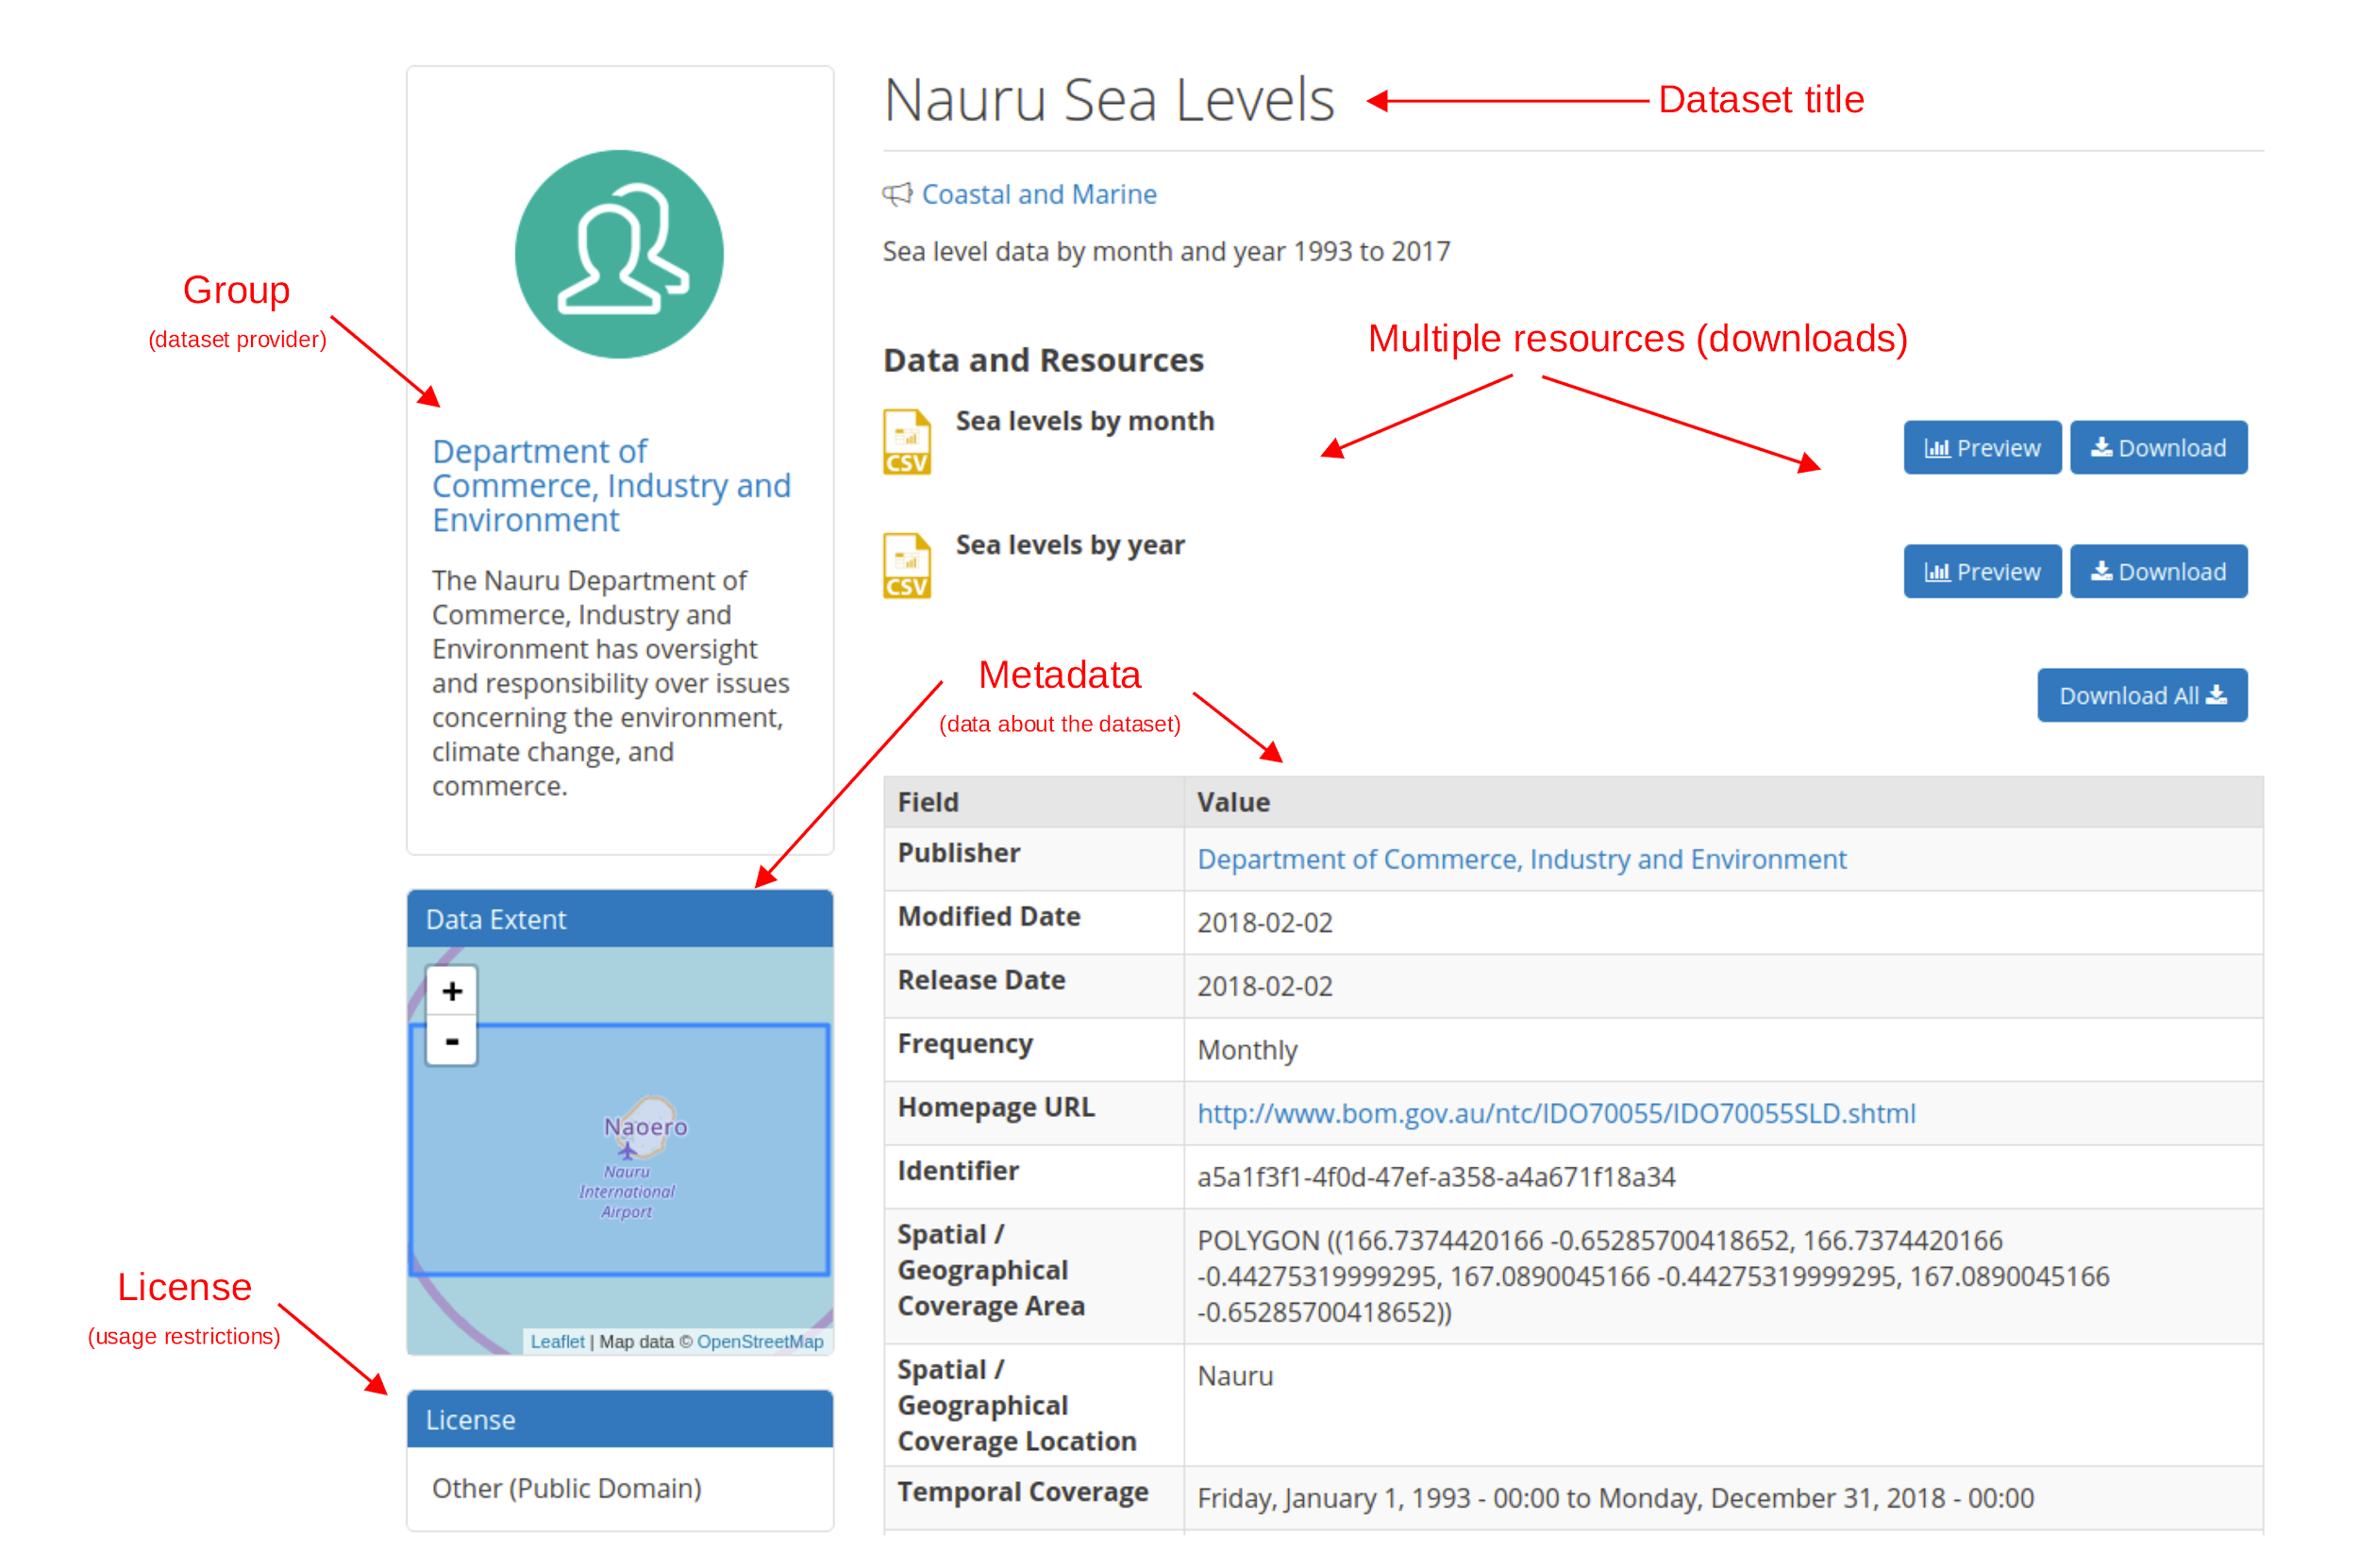 Nauru Sea Levels
Dataset title
Coastal and Marine
Sea level data by month and year 1993 to 2017
Group
(dataset provider)
Department of
Commerce, Industry and
Environment
The Nauru Department of
Commerce, Industry and
Environment has oversight
and responsibility over issues
concerning the environment,
climate change, and
commerce.
Multiple resources (downloads)
Data and Resources
CSV
Sea levels by month
Preview
Download
CSV
Sea levels by year
Preview
Download
Download All
Metadata
(data about the dataset)
Data Extent
+
-
Naoero
Nauru
International
Airport
Leaflet | Map data © OpenStreetMap
License
(usage restrictions)
License
Other (Public Domain)
Field Value
Publisher Department of Commerce, Industry and Environment
Modified Date 2018-02-02
Release Date 2018-02-02
Frequency Monthly
Homepage URL http://www.bom.gov.au/ntc/IDO70055/IDO70055SLD.shtml
Identifier a5a1f3f1-4f0d-47ef-a358-a4a671f18a34
Spatial /
Geographical
Coverage Area
POLYGON ((166.7374420166 -0.65285700418652, 166.7374420166
-0.44275319999295, 167.0890045166 -0.44275319999295, 167.0890045166
-0.65285700418652))
Spatial /
Geographical
Coverage Location
Nauru
Temporal Coverage Friday, January 1, 1993 - 00:00 to Monday, December 31, 2018 - 00:00